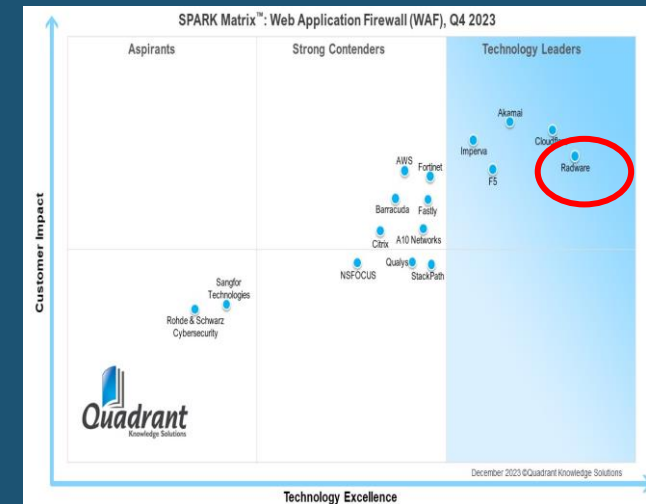 SPARK Matrix™: Web Application Firewall (WAF), Q4 2023
Aspirants
Strong Contenders
Technology Leaders
Akamai
Imperva
Radware
F5
AWS
Fortinet
Barracuda
Fastly
Citrix
A10 Networks
NSFOCUS
Qualys
StackPath
Sangfor
Technologies
Rohde & Schwarz
Cybersecurity
Customer Impact
Quadrant
Knowledge Solutions
December 2023 ©Quadrant Knowledge Solutions
Technology Excellence